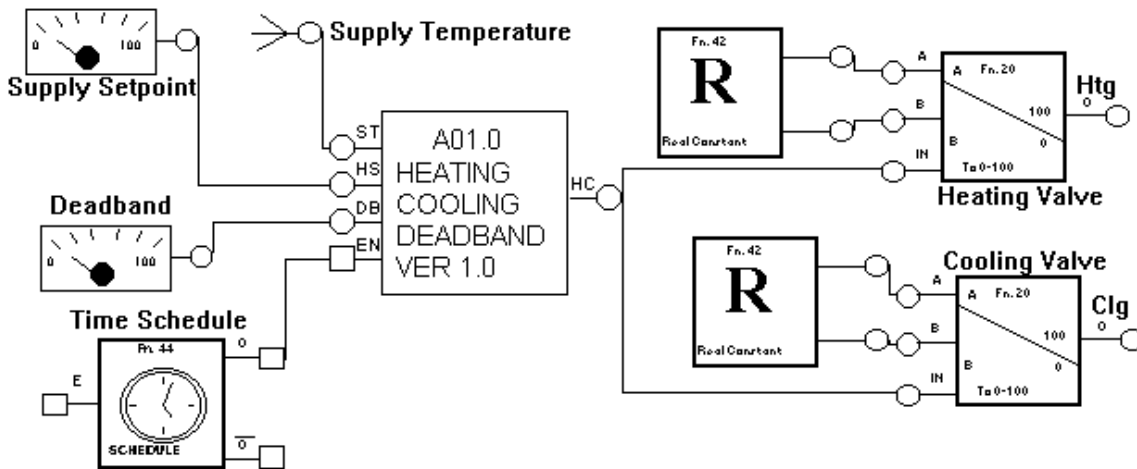 0 100
Supply Setpoint
Supply Temperature
Deadband
0 100
Time Schedule
Fn. 44
E
0
0
SCHEDULE
ST
HS
DB
EN
A01.0
HEATING
COOLING
DEADBAND
VER 1.0
HC
Fn. 42
R
Real Constant
A
B
IN
A Fn. 20
100
0
B
To 0-100
Htg
0
Heating Valve
Fn. 42
R
Real Constant
Cooling Valve
A
B
IN
A Fn. 20
100
0
B
To 0-100
Clg
0